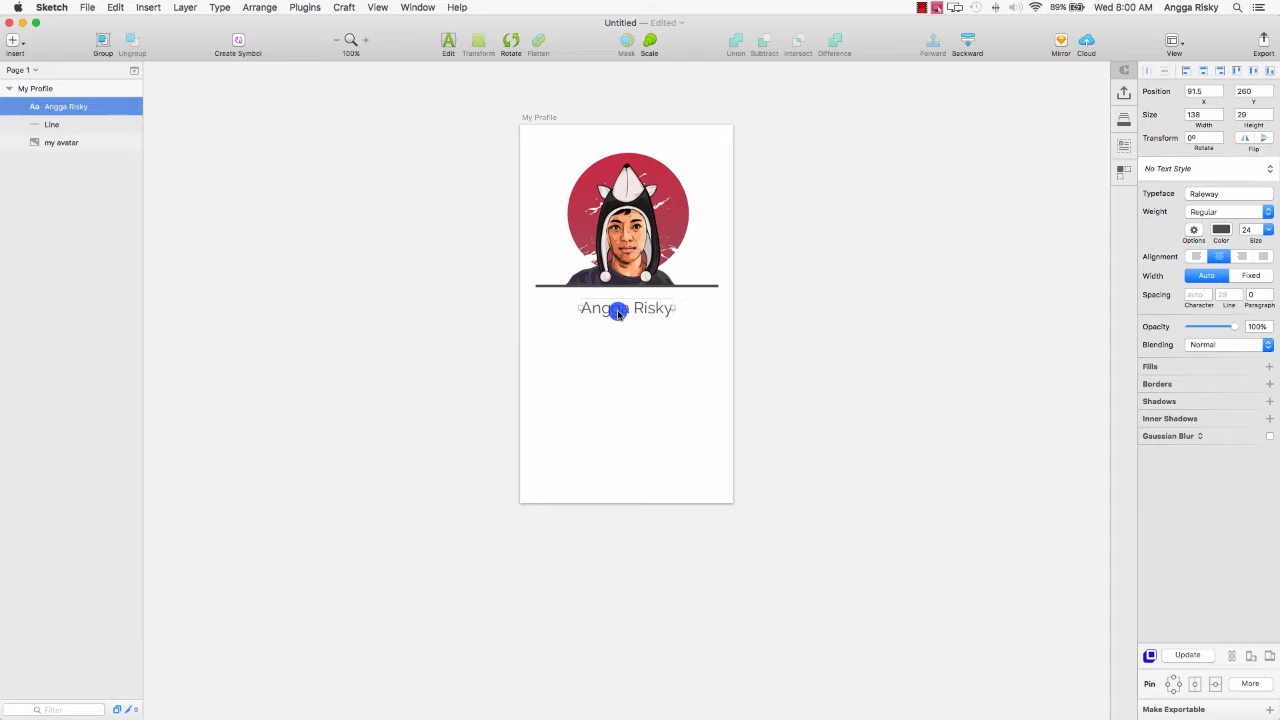 Sketch File Edit Insert Layer Type Arrange Plugins Craft View Window Help 89% Wed 8:00 AM Angga Risky
Untitled — Edited
Insert Group Ungroup Create Symbol 100% Edit Transform Rotate Flatten Mask Scale Union Subtract Intersect Difference Forward Backward Mirror Cloud View Export
Page 1
My Profile
Aa Angga Risky
Line
my avatar
Filter 0
My Profile
Angga Risky
Position 91.5 260
X Y
Size 138 29
Width Height
Transform 0º
Rotate Flip
No Text Style
Typeface Raleway
Weight Regular
24
Options Color Size
Alignment
Width Auto Fixed
Spacing auto 29 0
Character Line Paragraph
Opacity 100%
Blending Normal
Fills
Borders
Shadows
Inner Shadows
Gaussian Blur
Update
Pin More
Make Exportable